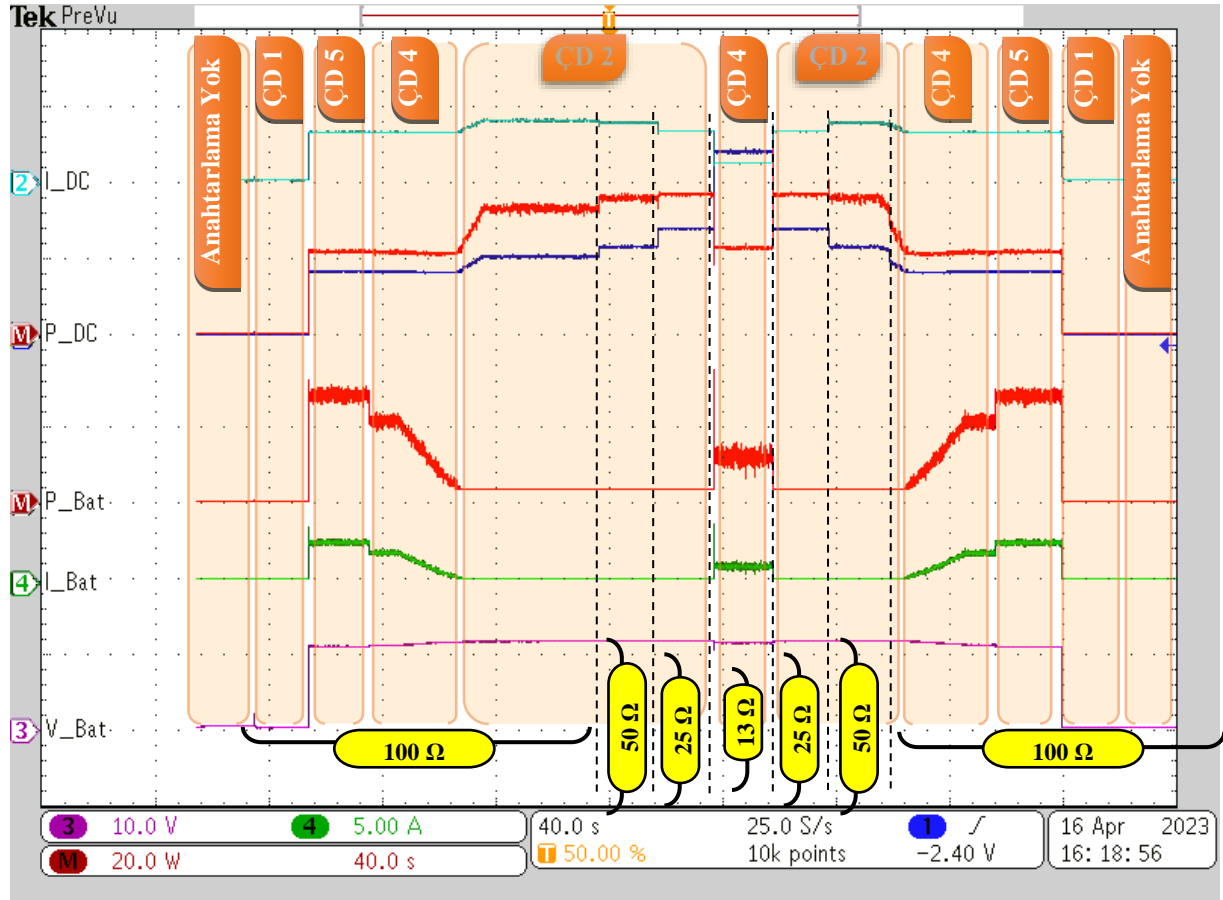 Tek PreVu
T
Anahtarlama Yok
ÇD 1
ÇD 5
ÇD 4
ÇD 2
ÇD 4
ÇD 2
ÇD 4
ÇD 5
ÇD 1
Anahtarlama Yok
2 I_DC
M P_DC
M P_Bat
4 I_Bat
3 V_Bat
100 Ω
50 Ω
25 Ω
13 Ω
25 Ω
50 Ω
100 Ω
3 10.0 V 4 5.00 A
M 20.0 W 40.0 s
40.0 s 25.0 S/s 1
T 50.00 % 10k points -2.40 V
16 Apr 2023
16:18:56